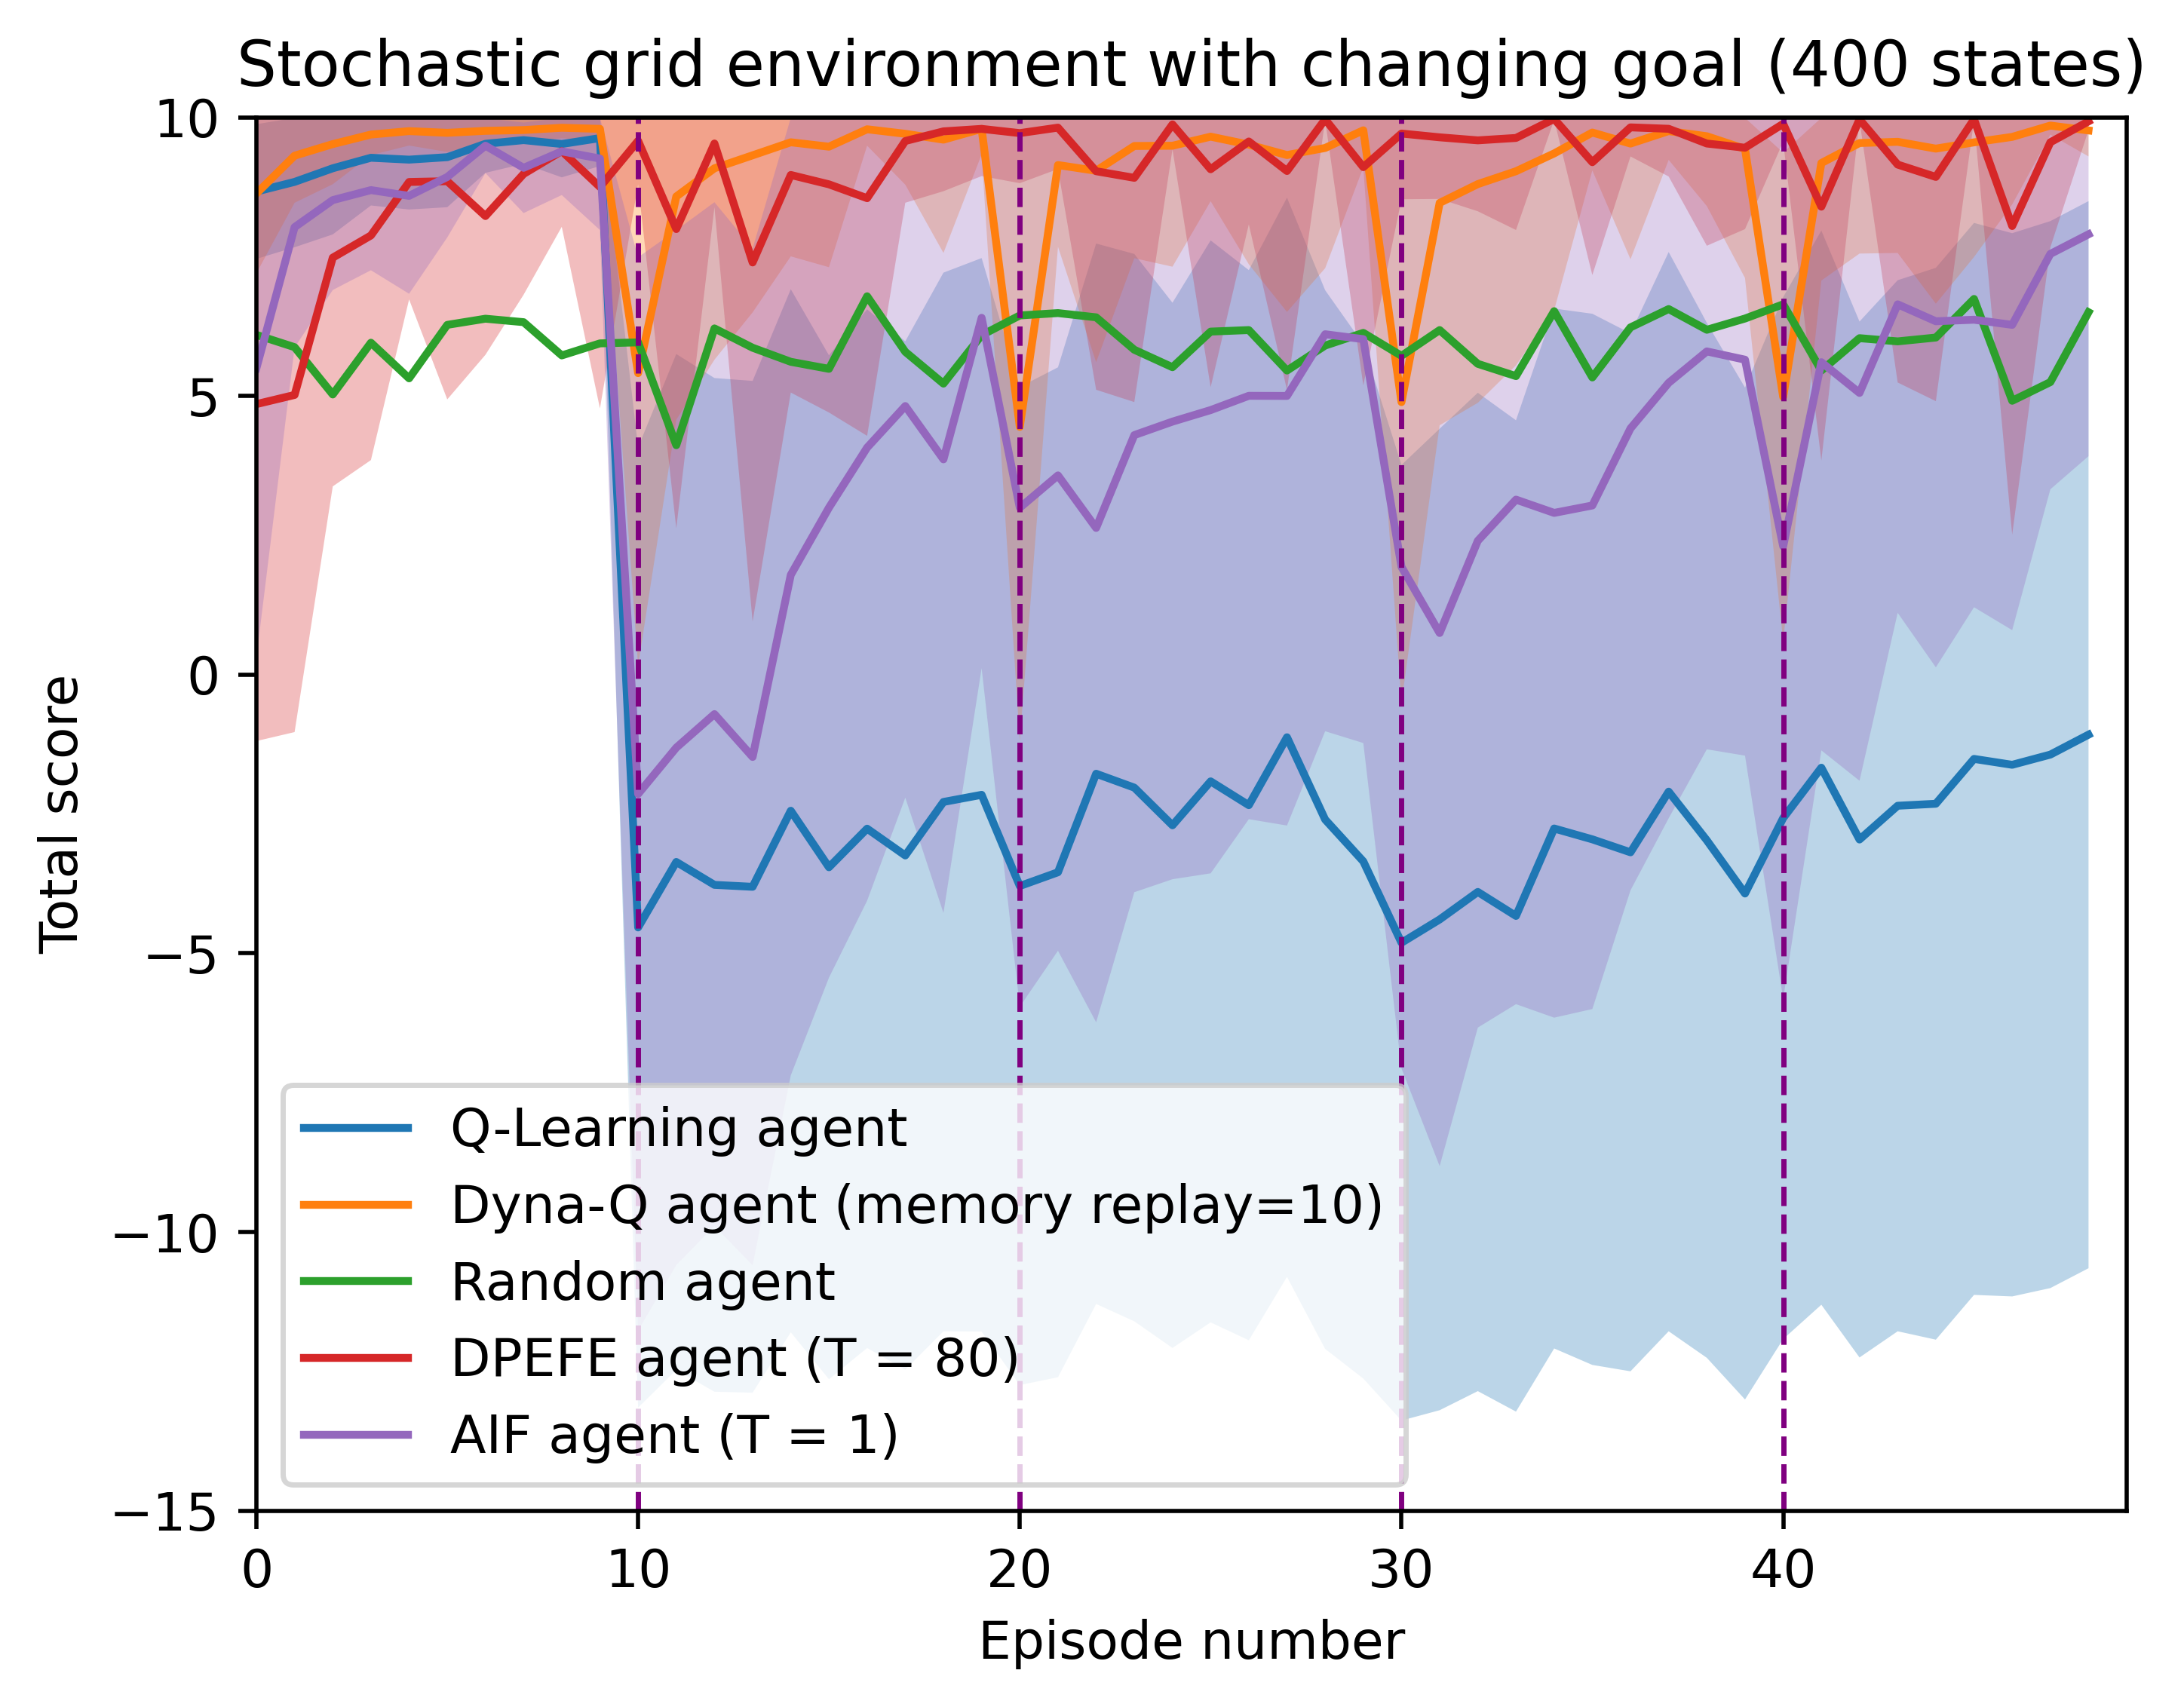 Stochastic grid environment with changing goal (400 states)
10
5
0
−5
−10
−15
Total score
Q-Learning agent
Dyna-Q agent (memory replay=10)
Random agent
DPEFE agent (T = 80)
AIF agent (T = 1)
0 10 20 30 40
Episode number